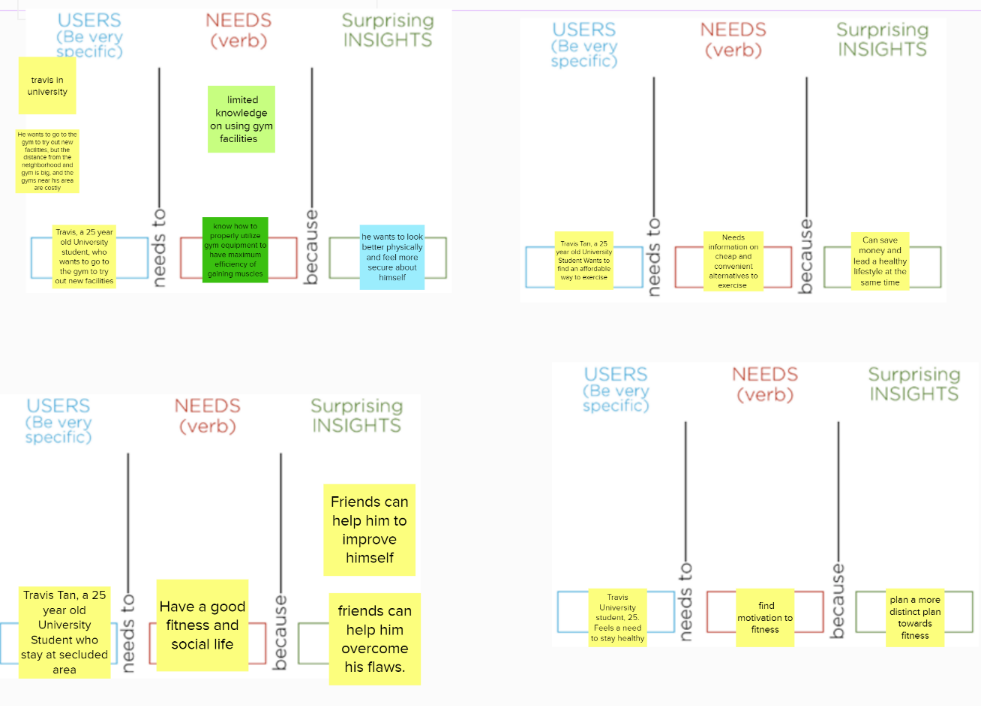 USERS
(Be very
specific)
NEEDS
(verb)
Surprising
INSIGHTS
travis in
university
limited
knowledge
on using gym
facilities
He wants to go to the
gym to try out new
facilities, but the
distance from the
neighborhood and
gym is big, and the
gyms near his area
are costly
Travis, a 25 year
old University
student, who
wants to go to
the gym to try
out new facilities
needs to
know how to
properly utilize
gym equipment to
have maximum
efficiency of
gaining muscles
because
he wants to look
better physically
and feel more
secure about
himself
USERS
(Be very
specific)
NEEDS
(verb)
Surprising
INSIGHTS
Travis Tan, a 25
year old University
Student Wants to
find an affordable
way to exercise
needs to
Needs
information on
cheap and
convenient
alternatives to
exercise
because
Can save
money and
lead a healthy
lifestyle at the
same time
USERS
(Be very
specific)
NEEDS
(verb)
Surprising
INSIGHTS
Friends can
help him to
improve
himself
Travis Tan, a 25
year old
University
Student who
stay at secluded
area
needs to
Have a good
fitness and
social life
because
friends can
help him
overcome
his flaws.
USERS
(Be very
specific)
NEEDS
(verb)
Surprising
INSIGHTS
Travis
University
student, 25.
Feels a need
to stay healthy
needs to
find
motivation to
fitness
because
plan a more
distinct plan
towards
fitness